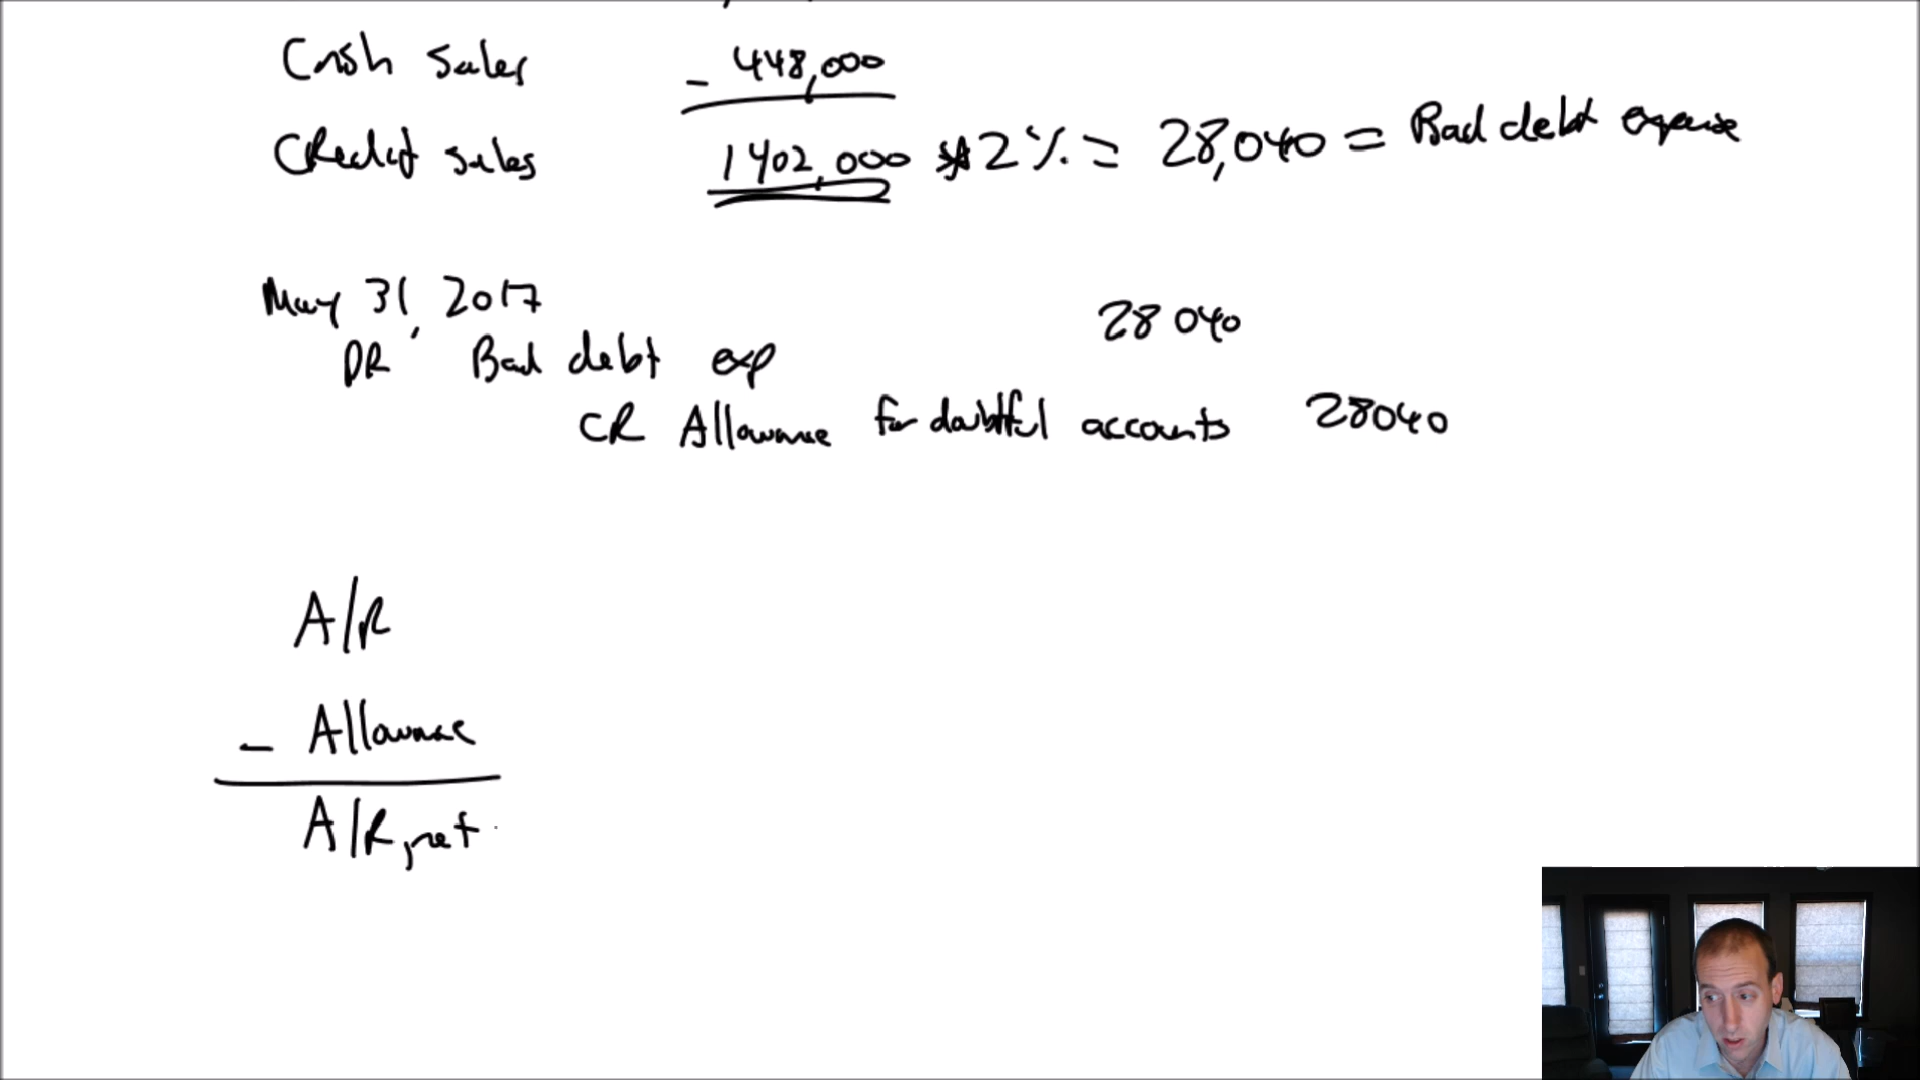 Cash sales - 448,000
Credit sales 1402,000 2% = 28,040 = Bad debt expense
May 31, 2017
28 040
DR Bad debt exp
CR Allowance for doubtful accounts 28040
A/R
- Allowance
A/R, net